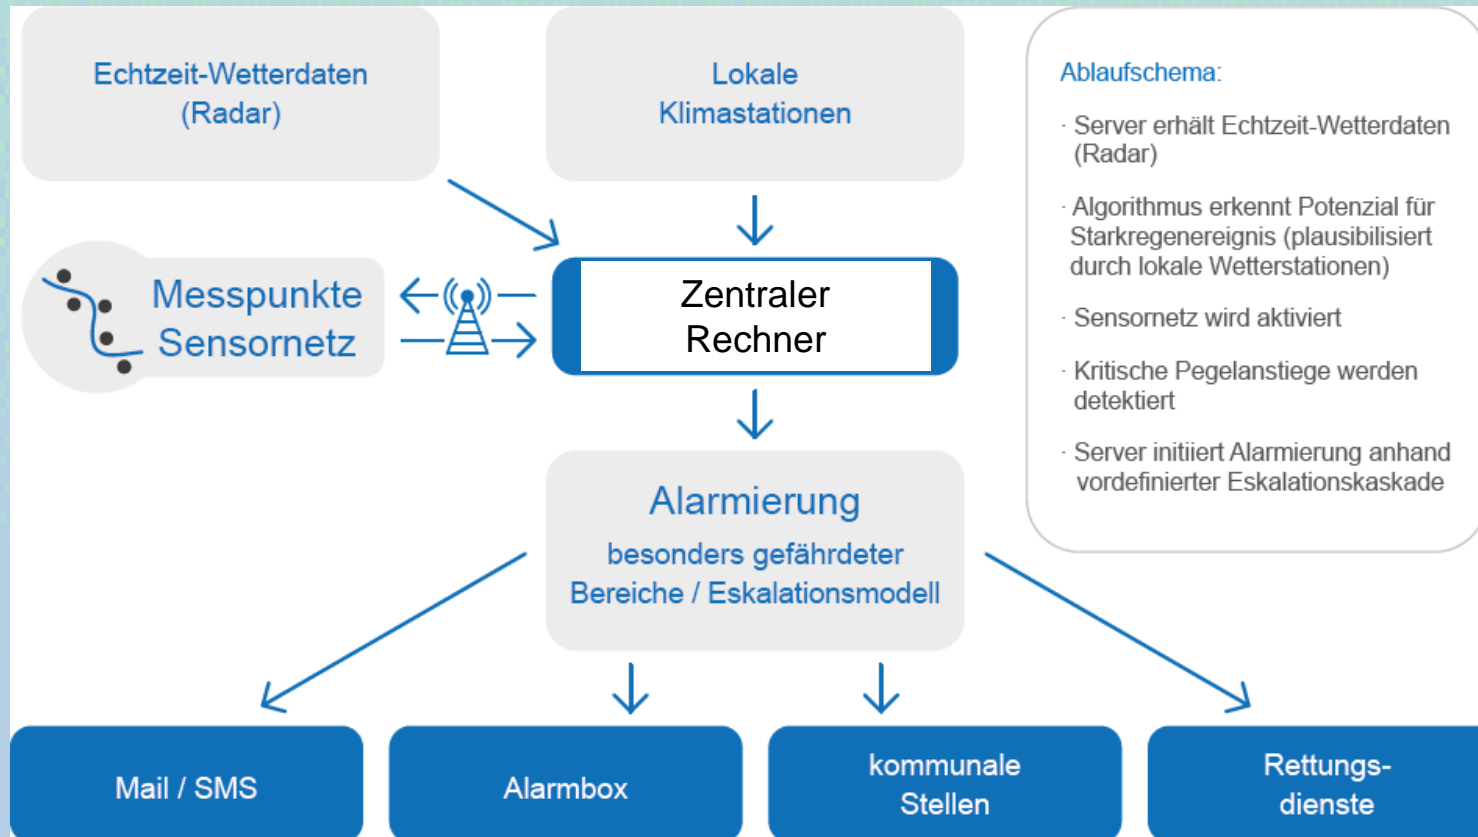 Echtzeit-Wetterdaten
(Radar)
Lokale
Klimastationen
Messpunkte
Sensornetz
Zentraler
Rechner
Alarmierung
besonders gefährdeter
Bereiche / Eskalationsmodell
Mail / SMS
Alarmbox
kommunale
Stellen
Rettungs-
dienste
Ablaufschema:
· Server erhält Echtzeit-Wetterdaten
(Radar)
· Algorithmus erkennt Potenzial für
Starkregenereignis (plausibilisiert
durch lokale Wetterstationen)
· Sensornetz wird aktiviert
· Kritische Pegelanstiege werden
detektiert
· Server initiiert Alarmierung anhand
vordefinierter Eskalationskaskade